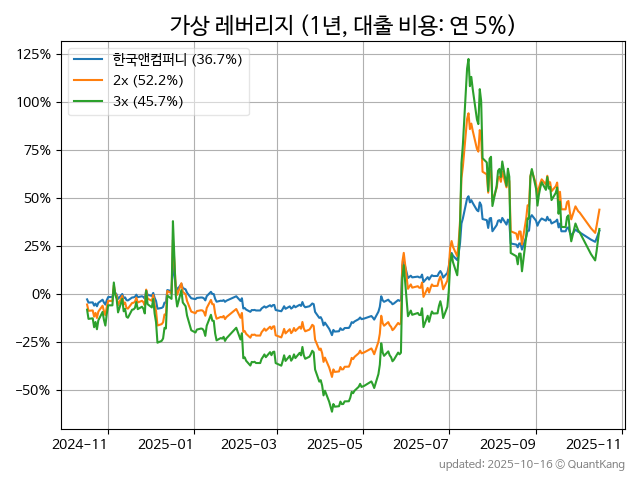 가상 레버리지 (1년, 대출 비용: 연 5%)
한국앤컴퍼니 (36.7%)
2x (52.2%)
3x (45.7%)
125%
100%
75%
50%
25%
0%
−25%
−50%
2024-11 2025-01 2025-03 2025-05 2025-07 2025-09 2025-11
updated: 2025-10-16 © QuantKang